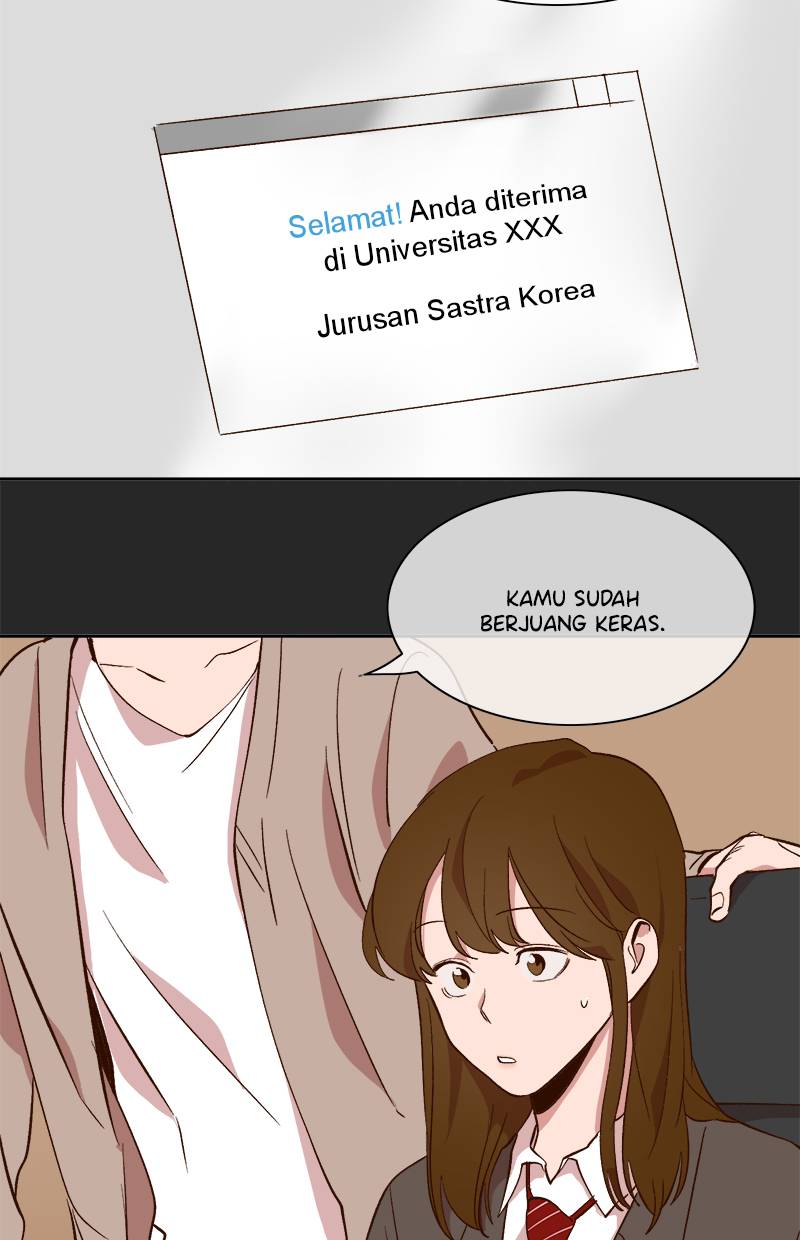 Selamat! Anda diterima
di Universitas XXX
Jurusan Sastra Korea
KAMU SUDAH
BERJUANG KERAS.